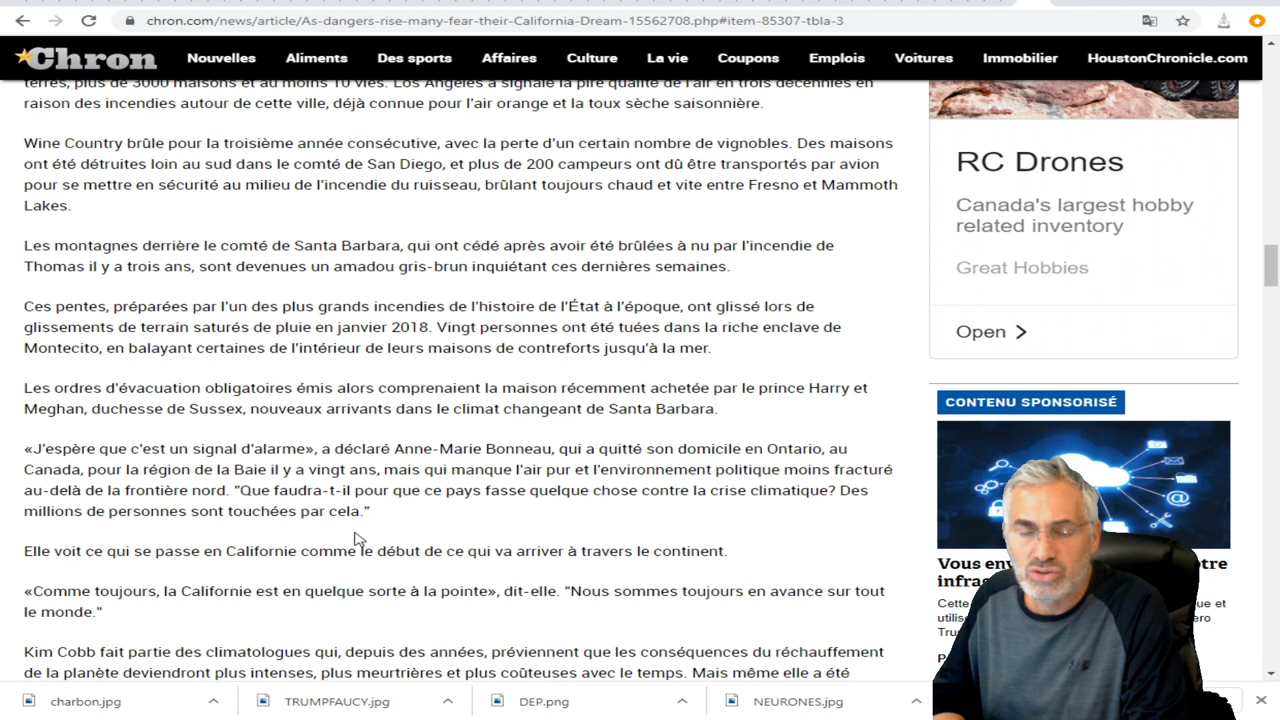 chron.com/news/article/As-dangers-rise-many-fear-their-California-Dream-15562708.php#item-85307-tbla-3
Chron Nouvelles Aliments Des sports Affaires Culture La vie Coupons Emplois Voitures Immobilier HoustonChronicle.com
terres, plus de 3000 maisons et au moins 10 vies. Los Angeles a signalé la pire qualité de l'air en trois décennies en
raison des incendies autour de cette ville, déjà connue pour l'air orange et la toux sèche saisonnière.
Wine Country brûle pour la troisième année consécutive, avec la perte d'un certain nombre de vignobles. Des maisons
ont été détruites loin au sud dans le comté de San Diego, et plus de 200 campeurs ont dû être transportés par avion
pour se mettre en sécurité au milieu de l'incendie du ruisseau, brûlant toujours chaud et vite entre Fresno et Mammoth
Lakes.
Les montagnes derrière le comté de Santa Barbara, qui ont cédé après avoir été brûlées à nu par l'incendie de
Thomas il y a trois ans, sont devenues un amadou gris-brun inquiétant ces dernières semaines.
Ces pentes, préparées par l'un des plus grands incendies de l'histoire de l'État à l'époque, ont glissé lors de
glissements de terrain saturés de pluie en janvier 2018. Vingt personnes ont été tuées dans la riche enclave de
Montecito, en balayant certaines de l'intérieur de leurs maisons de contreforts jusqu'à la mer.
Les ordres d'évacuation obligatoires émis alors comprenaient la maison récemment achetée par le prince Harry et
Meghan, duchesse de Sussex, nouveaux arrivants dans le climat changeant de Santa Barbara.
«J'espère que c'est un signal d'alarme», a déclaré Anne-Marie Bonneau, qui a quitté son domicile en Ontario, au
Canada, pour la région de la Baie il y a vingt ans, mais qui manque l'air pur et l'environnement politique moins fracturé
au-delà de la frontière nord. "Que faudra-t-il pour que ce pays fasse quelque chose contre la crise climatique? Des
millions de personnes sont touchées par cela."
Elle voit ce qui se passe en Californie comme le début de ce qui va arriver à travers le continent.
«Comme toujours, la Californie est en quelque sorte à la pointe», dit-elle. "Nous sommes toujours en avance sur tout
le monde."
Kim Cobb fait partie des climatologues qui, depuis des années, préviennent que les conséquences du réchauffement
de la planète deviendront plus intenses, plus meurtrières et plus coûteuses avec le temps. Mais même elle a été
RC Drones
Canada's largest hobby
related inventory
Great Hobbies
Open
CONTENU SPONSORISÉ
Vous
infras
Cette
charbon.jpg TRUMPFAUCY.jpg DEP.png NEURONES.jpg